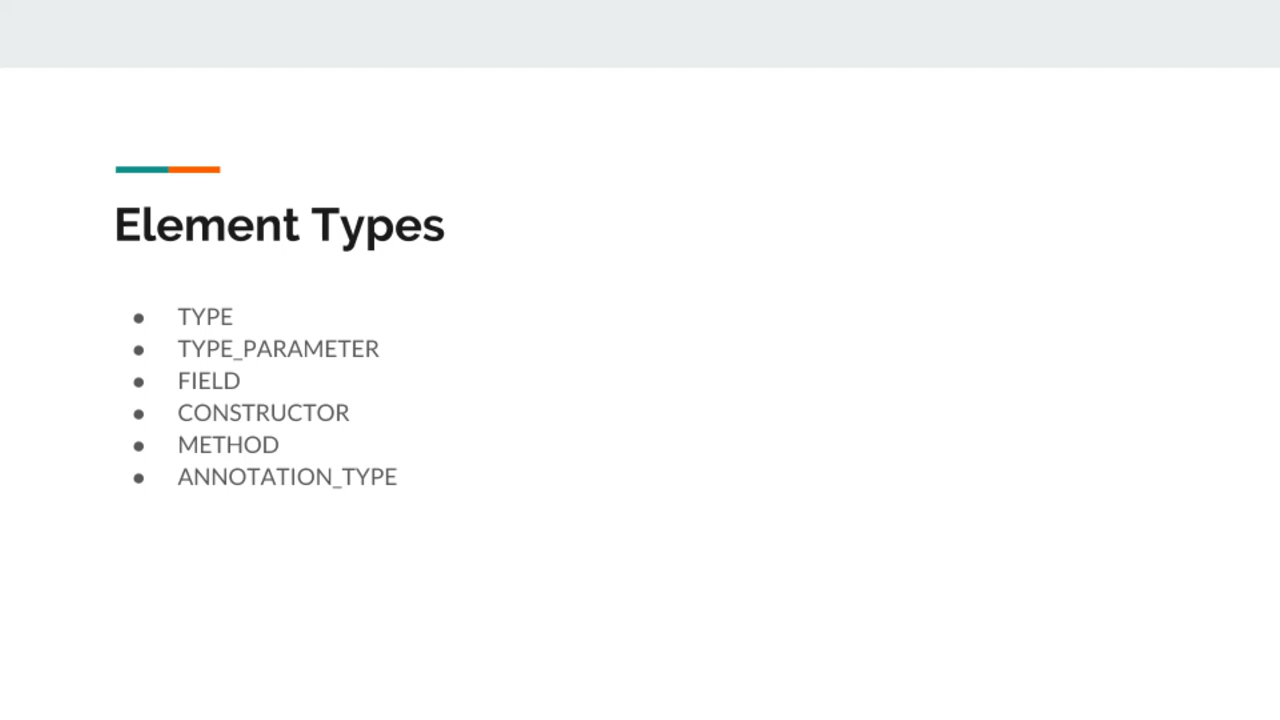 Element Types
● TYPE
● TYPE_PARAMETER
● FIELD
● CONSTRUCTOR
● METHOD
● ANNOTATION_TYPE